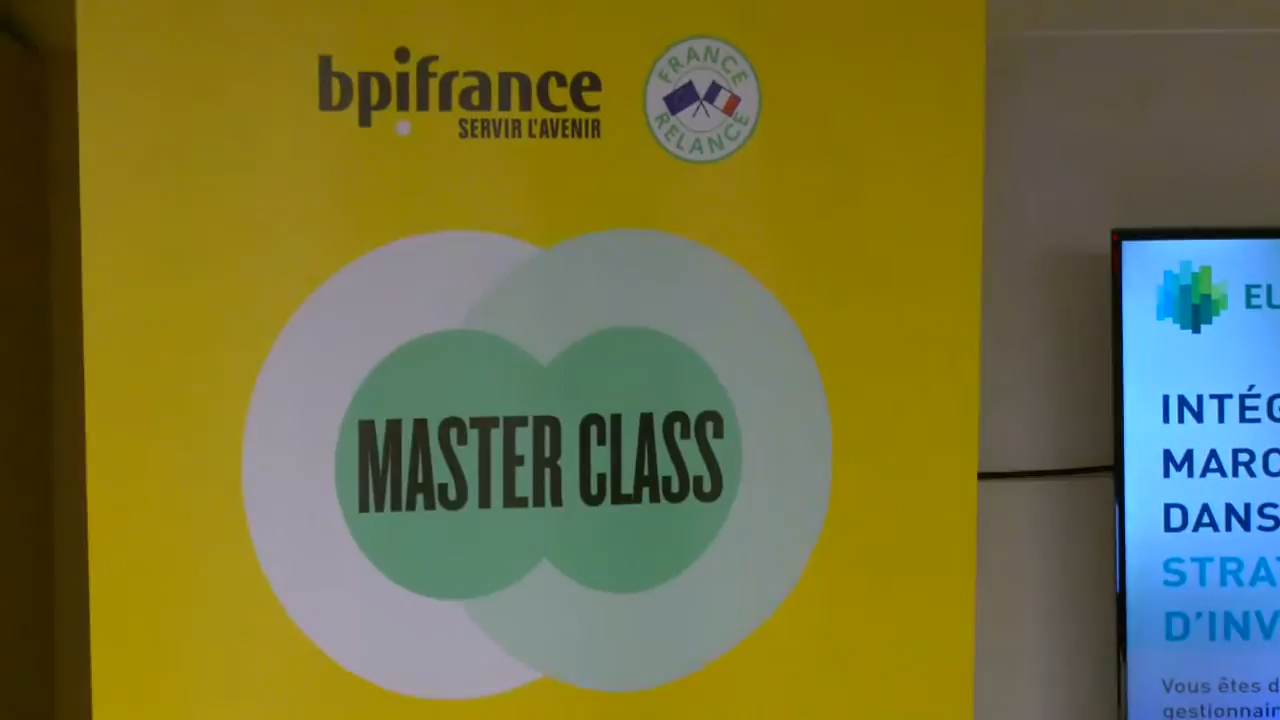 bpifrance
SERVIR L'AVENIR
FRANCE
RELANCE
MASTER CLASS
EU
INTÉG
MARC
DANS
STRAT
D'INV
Vous êtes d
gestionnair